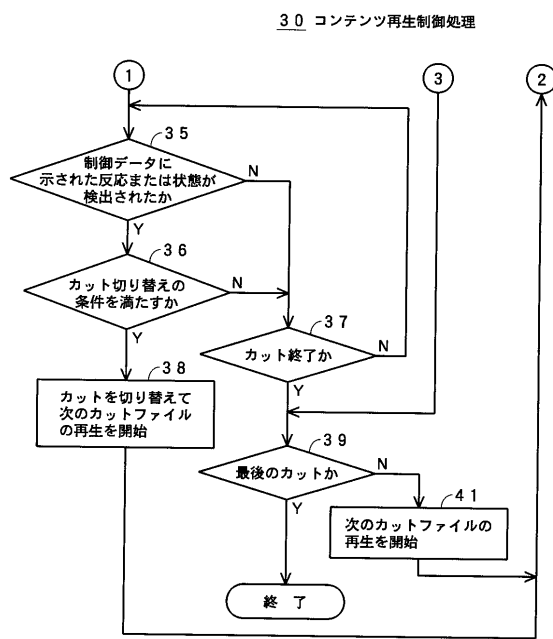 30 コンテンツ再生制御処理
1
3
2
35
制御データに
示された反応または状態が
検出されたか
N
Y
36
カット切り替えの
条件を満たすか
N
Y
37
カット終了か
N
Y
38
カットを切り替えて
次のカットファイル
の再生を開始
39
最後のカットか
N
Y
41
次のカットファイルの
再生を開始
終了